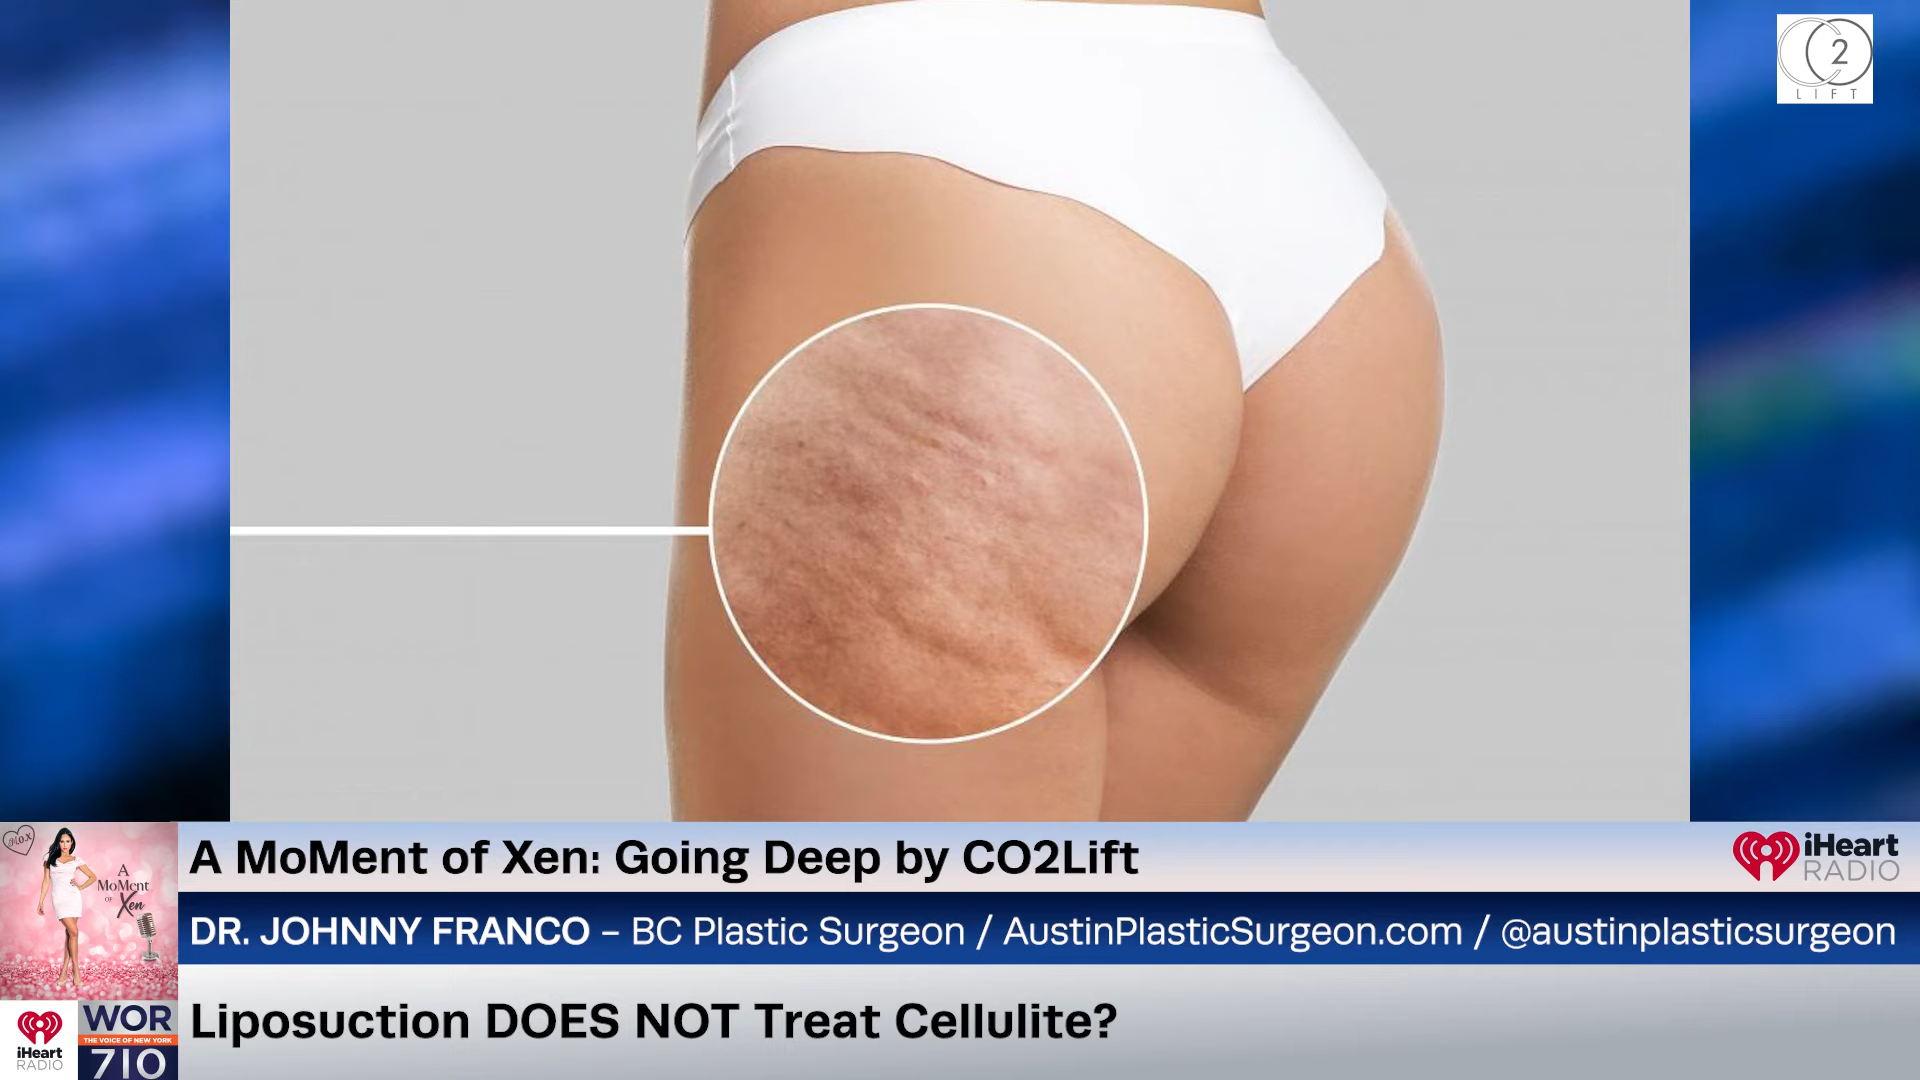 2
LIFT
A MoMent of Xen: Going Deep by CO2Lift
iHeart
RADIO
M.O.X
A
MoMent
OF Xen
DR. JOHNNY FRANCO – BC Plastic Surgeon / AustinPlasticSurgeon.com / @austinplasticsurgeon
Liposuction DOES NOT Treat Cellulite?
iHeart
RADIO
WOR
THE VOICE OF NEW YORK
710